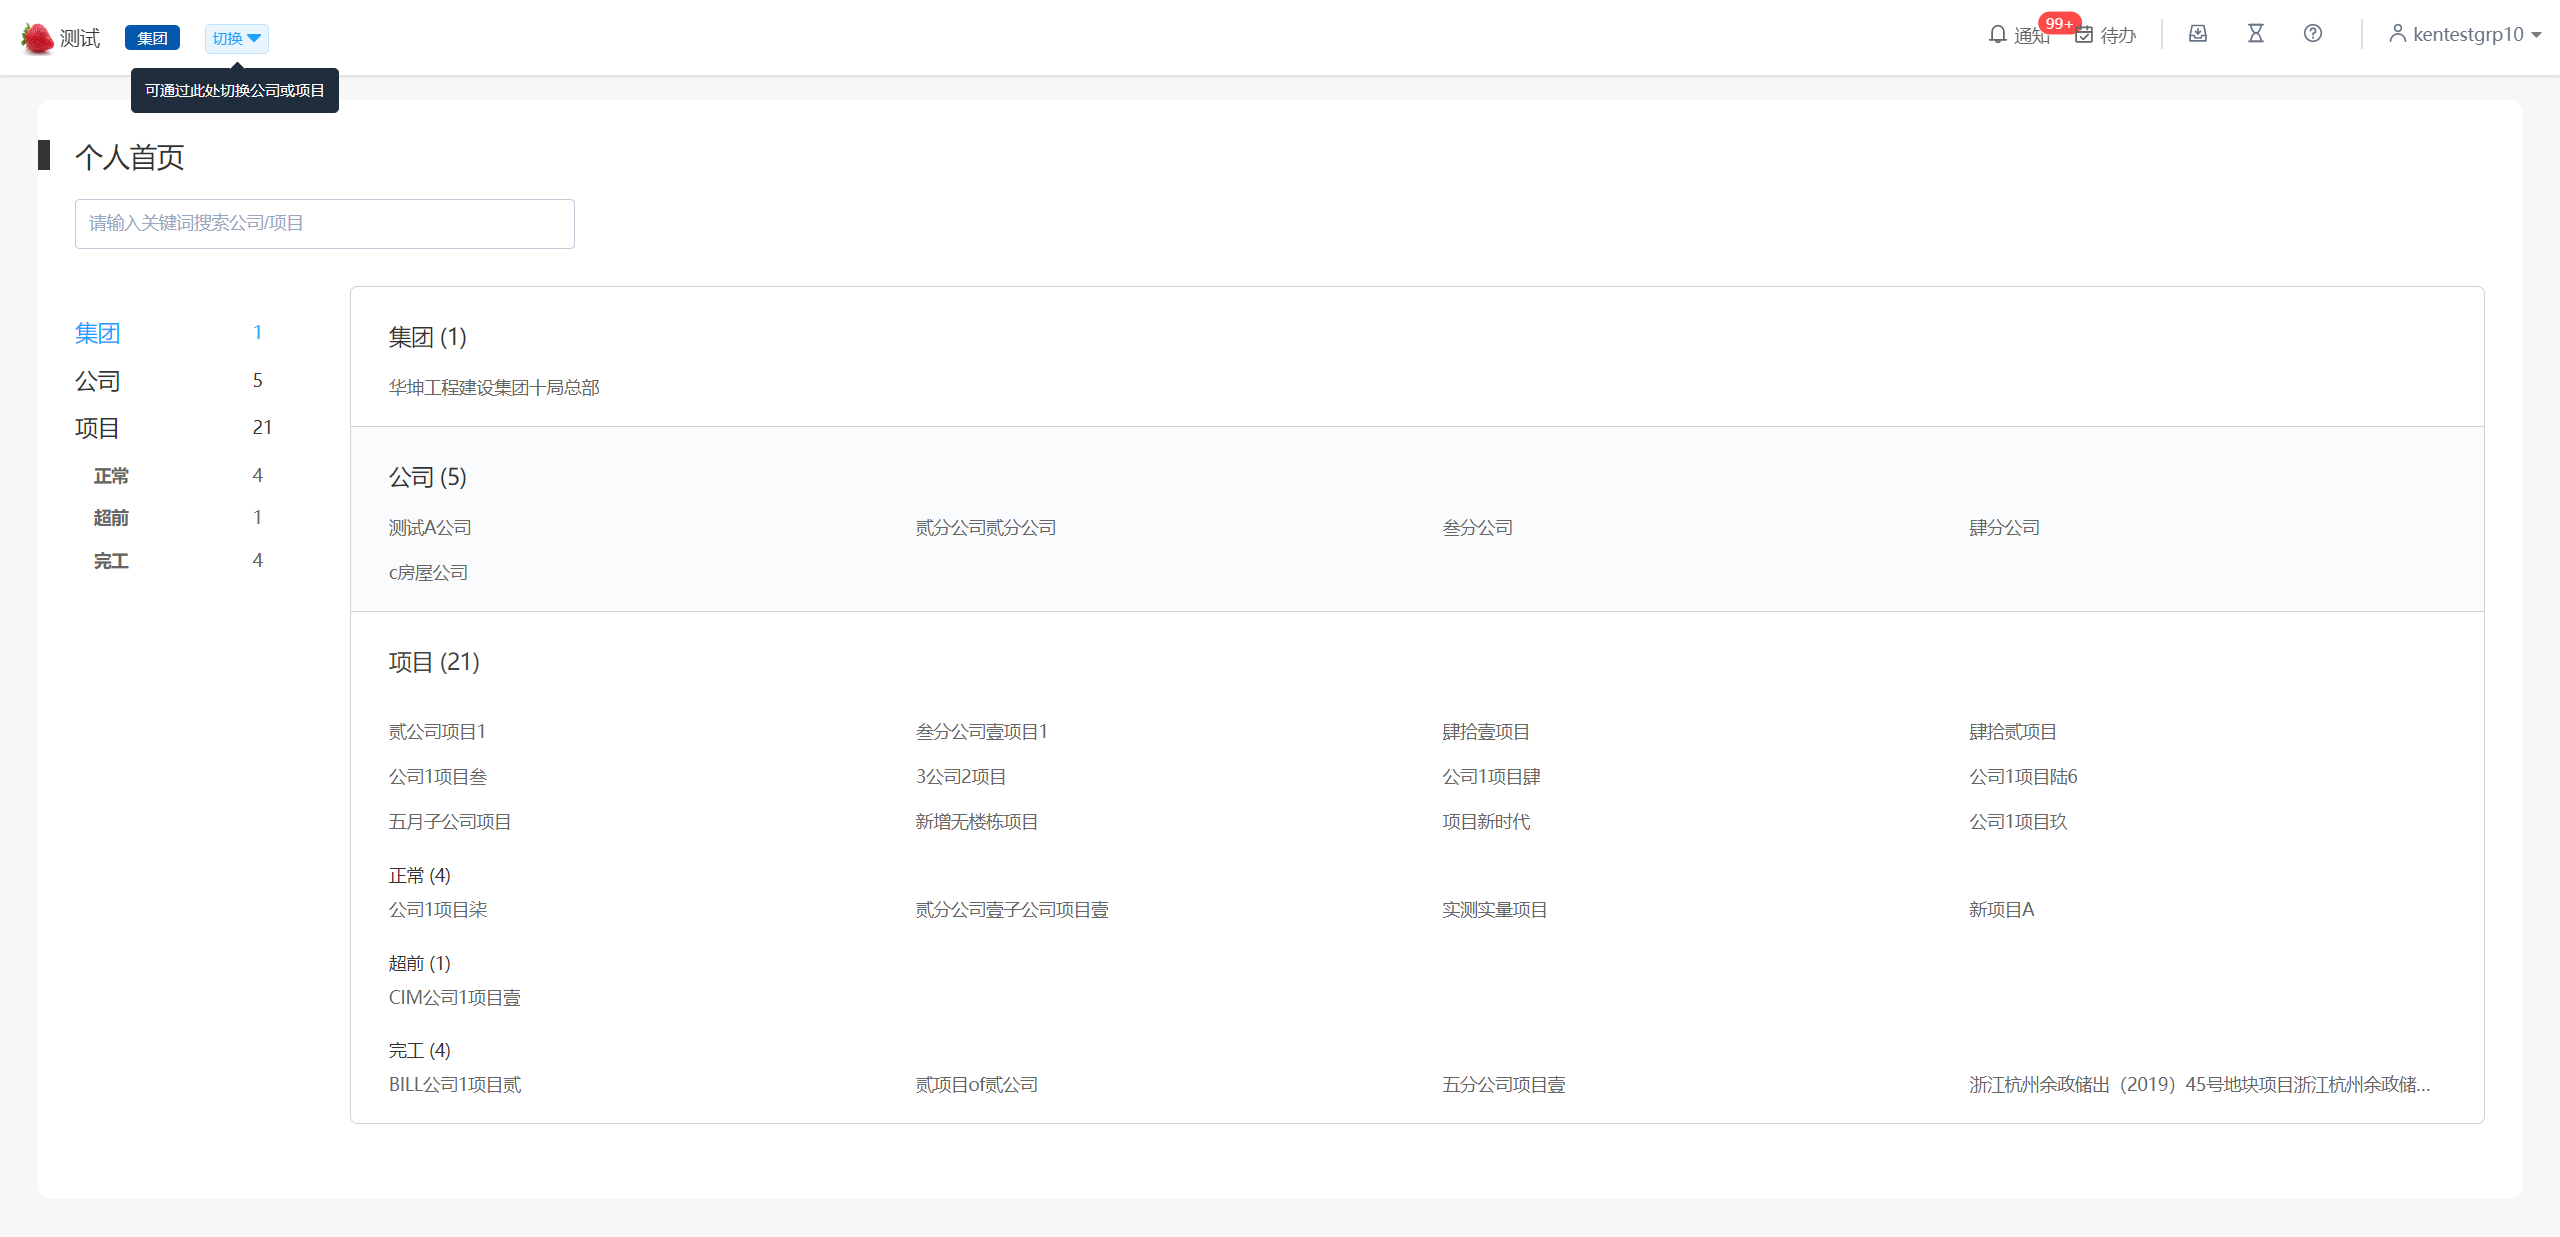 测试 集团 切换 通知 99+ 待办 kentestgrp10
可通过此处切换公司或项目
个人首页
请输入关键词搜索公司/项目
集团 1
公司 5
项目 21
正常 4
超前 1
完工 4
集团 (1)
华坤工程建设集团十局总部
公司 (5)
测试A公司 贰分公司贰分公司 叁分公司 肆分公司
c房屋公司
项目 (21)
贰公司项目1 叁分公司壹项目1 肆拾壹项目 肆拾贰项目
公司1项目叁 3公司2项目 公司1项目肆 公司1项目陆6
五月子公司项目 新增无楼栋项目 项目新时代 公司1项目玖
正常 (4)
公司1项目柒 贰分公司壹子公司项目壹 实测实量项目 新项目A
超前 (1)
CIM公司1项目壹
完工 (4)
BILL公司1项目贰 贰项目of贰公司 五分公司项目壹 浙江杭州余政储出（2019）45号地块项目浙江杭州余政储...